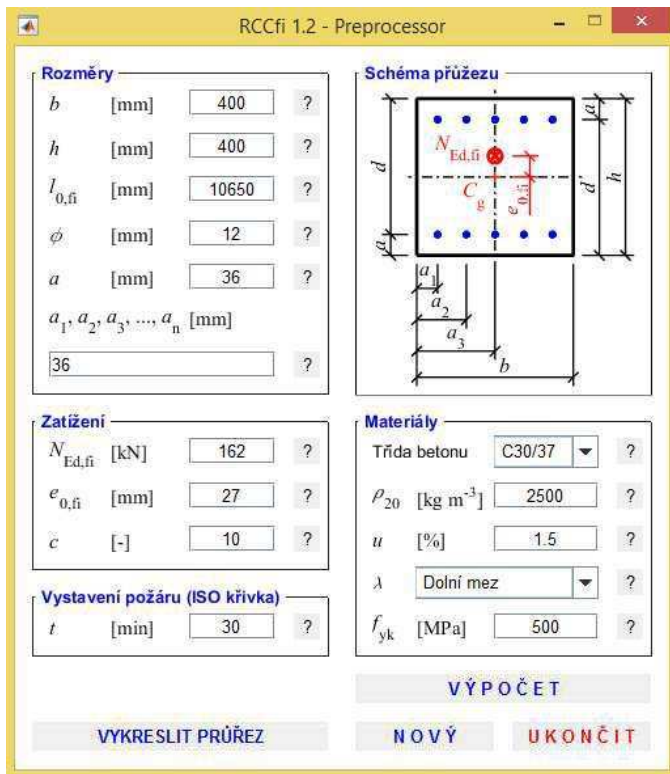 RCCfi 1.2 - Preprocessor
Rozměry
b [mm] 400 ?
h [mm] 400 ?
l0,fi [mm] 10650 ?
ϕ [mm] 12 ?
a [mm] 36 ?
a1, a2, a3, ..., an [mm]
36 ?
Zatížení
NEd,fi [kN] 162 ?
e0,fi [mm] 27 ?
c [-] 10 ?
Vystavení požáru (ISO křivka)
t [min] 30 ?
VYKRESLIT PRŮŘEZ
Schéma průřezu
a
d
NEd,fi
Cg
e0,fi
d
h
a
a1
a2
a3
b
Materiály
Třída betonu C30/37 ?
ρ20 [kg m-3] 2500 ?
u [%] 1.5 ?
λ Dolní mez ?
fyk [MPa] 500 ?
VÝPOČET
NOVÝ
UKONČIT